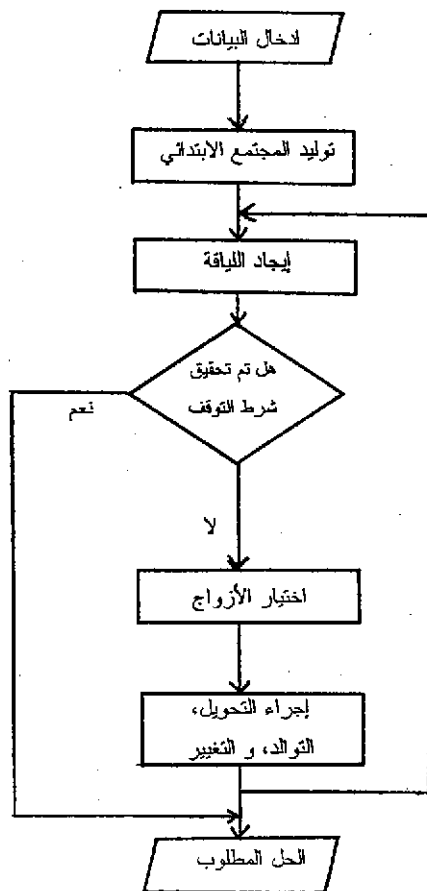 ادخال البيانات
توليد المجتمع الابتدائي
إيجاد اللياقة
هل تم تحقيق
شرط التوقف
نعم
لا
اختيار الأزواج
إجراء التحويل،
التوالد، و التغيير
الحل المطلوب